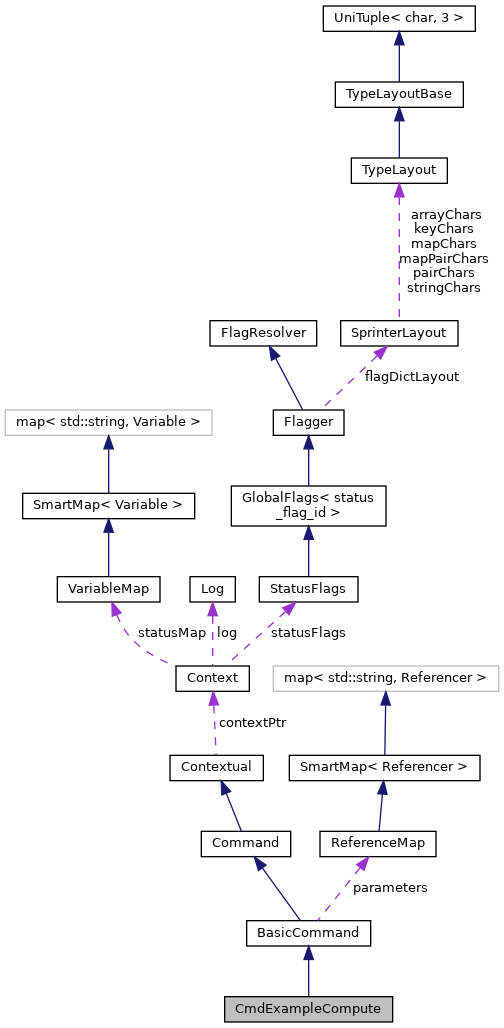 UniTuple< char, 3 >
TypeLayoutBase
TypeLayout
arrayChars
keyChars
mapChars
mapPairChars
pairChars
stringChars
FlagResolver
SprinterLayout
flagDictLayout
map< std::string, Variable >
Flagger
SmartMap< Variable >
GlobalFlags< status
_flag_id >
VariableMap
Log
StatusFlags
statusMap
log
statusFlags
Context
map< std::string, Referencer >
contextPtr
Contextual
SmartMap< Referencer >
Command
ReferenceMap
parameters
BasicCommand
CmdExampleCompute